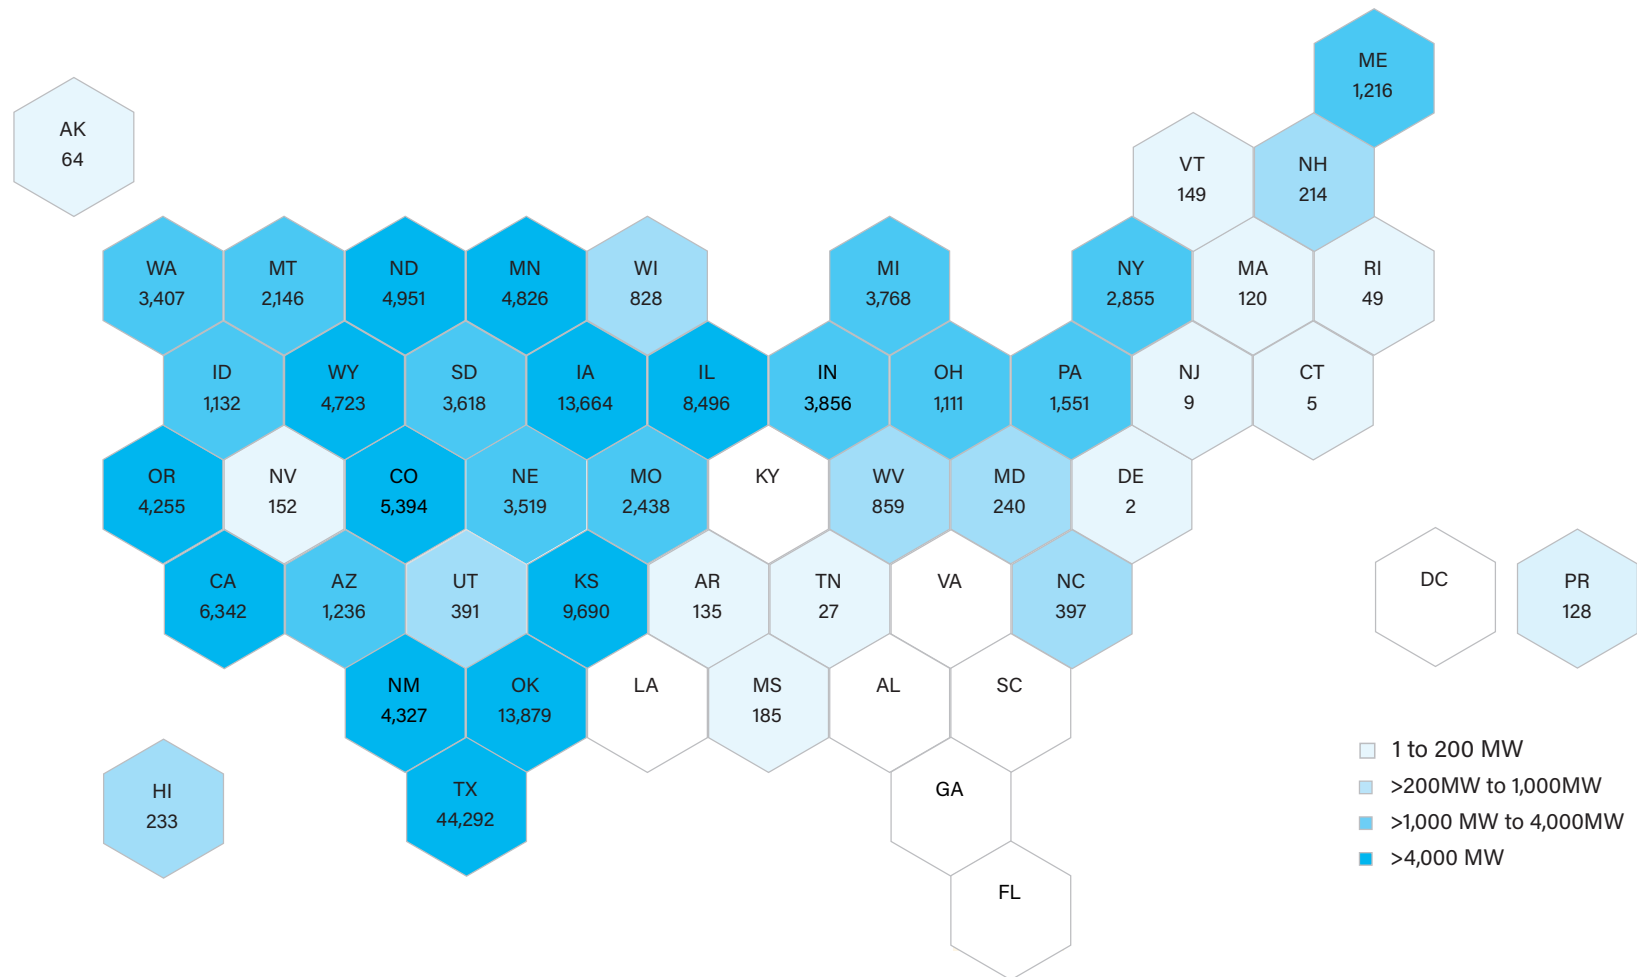 ME
1,216
AK
64
VT
149
NH
214
WA
3,407
MT
2,146
ND
4,951
MN
4,826
WI
828
MI
3,768
NY
2,855
MA
120
RI
49
ID
1,132
WY
4,723
SD
3,618
IA
13,664
IL
8,496
IN
3,856
OH
1,111
PA
1,551
NJ
9
CT
5
OR
4,255
NV
152
CO
5,394
NE
3,519
MO
2,438
KY
WV
859
MD
240
DE
2
CA
6,342
AZ
1,236
UT
391
KS
9,690
AR
135
TN
27
VA
NC
397
DC
PR
128
NM
4,327
OK
13,879
LA
MS
185
AL
SC
HI
233
TX
44,292
GA
FL
1 to 200 MW
>200MW to 1,000MW
>1,000 MW to 4,000MW
>4,000 MW